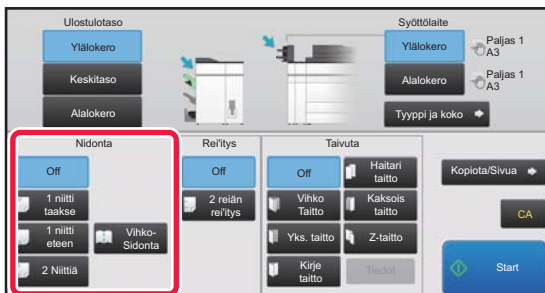 Ulostulotaso
Ylälokero
Keskitaso
Alalokero
Syöttölaite
Ylälokero
Paljas 1
A3
Alalokero
Paljas 1
A3
Tyyppi ja koko
Nidonta
Off
1 niitti
taakse
1 niitti
eteen
Vihko-
Sidonta
2 Niittiä
Rei'itys
Off
2 reiän
rei'itys
Taivuta
Off
Haitari
taitto
Vihko
Taitto
Kaksois
taitto
Yks. taitto
Z-taitto
Kirje
taitto
Tiedot
Kopiota/Sivua
CA
Start